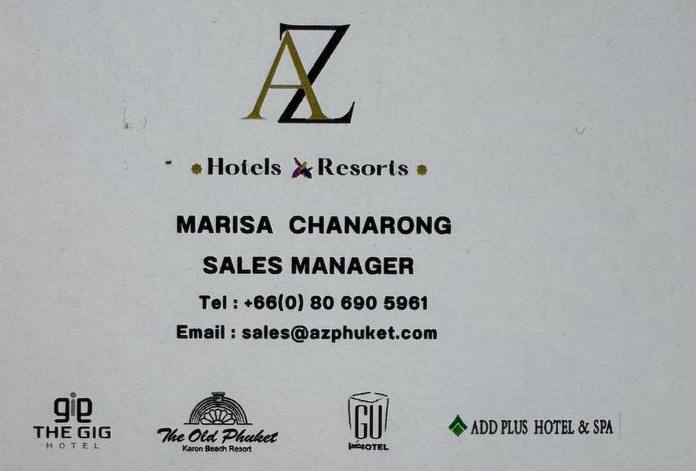 AZ
Hotels Resorts
MARISA CHANARONG
SALES MANAGER
Tel : +66(0) 80 690 5961
Email : sales@azphuket.com
gig
THE GIG
HOTEL
The Old Phuket
Karon Beach Resort
GU
HOTEL
ADD PLUS HOTEL & SPA